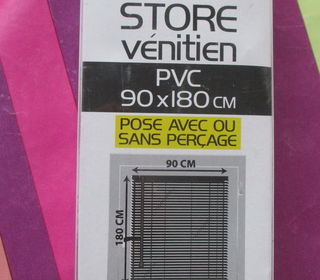 STORE
vénitien
PVC
90x180 CM
POSE AVEC OU
SANS PERÇAGE
90 CM
180 CM